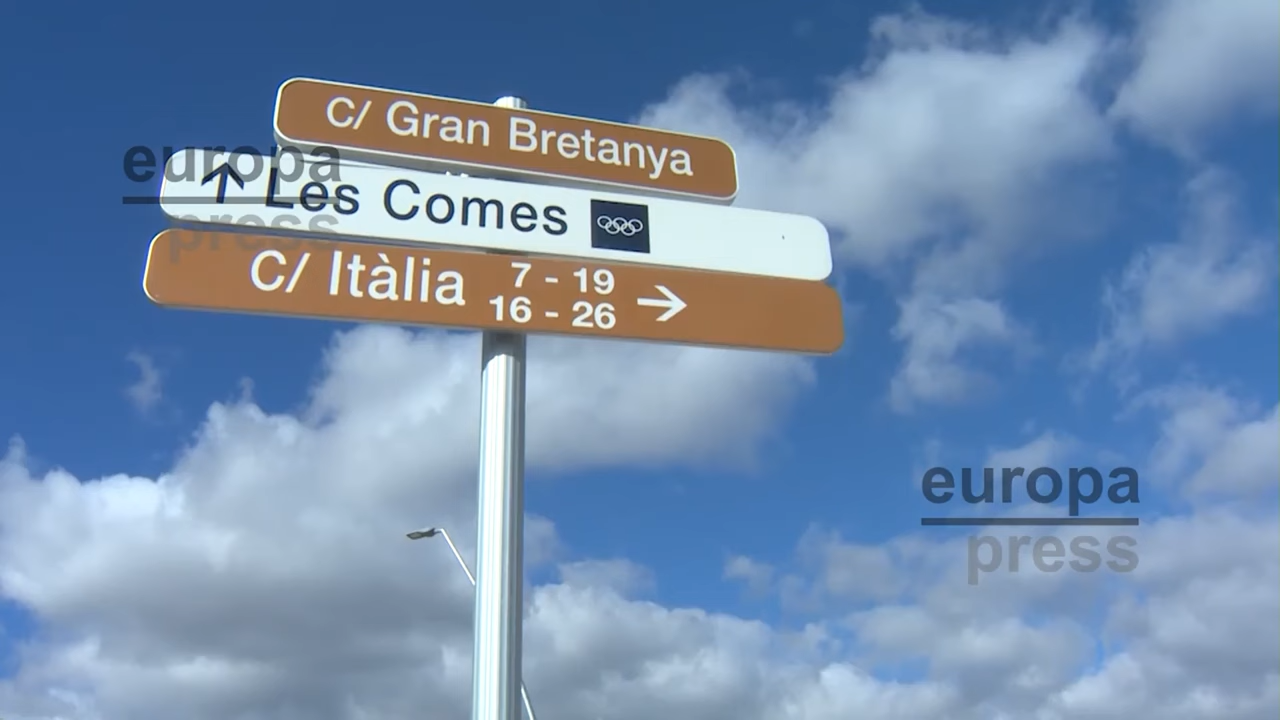 C/ Gran Bretanya
Les Comes
C/ Itàlia 7 - 19
16 - 26
europa
press
europa
press